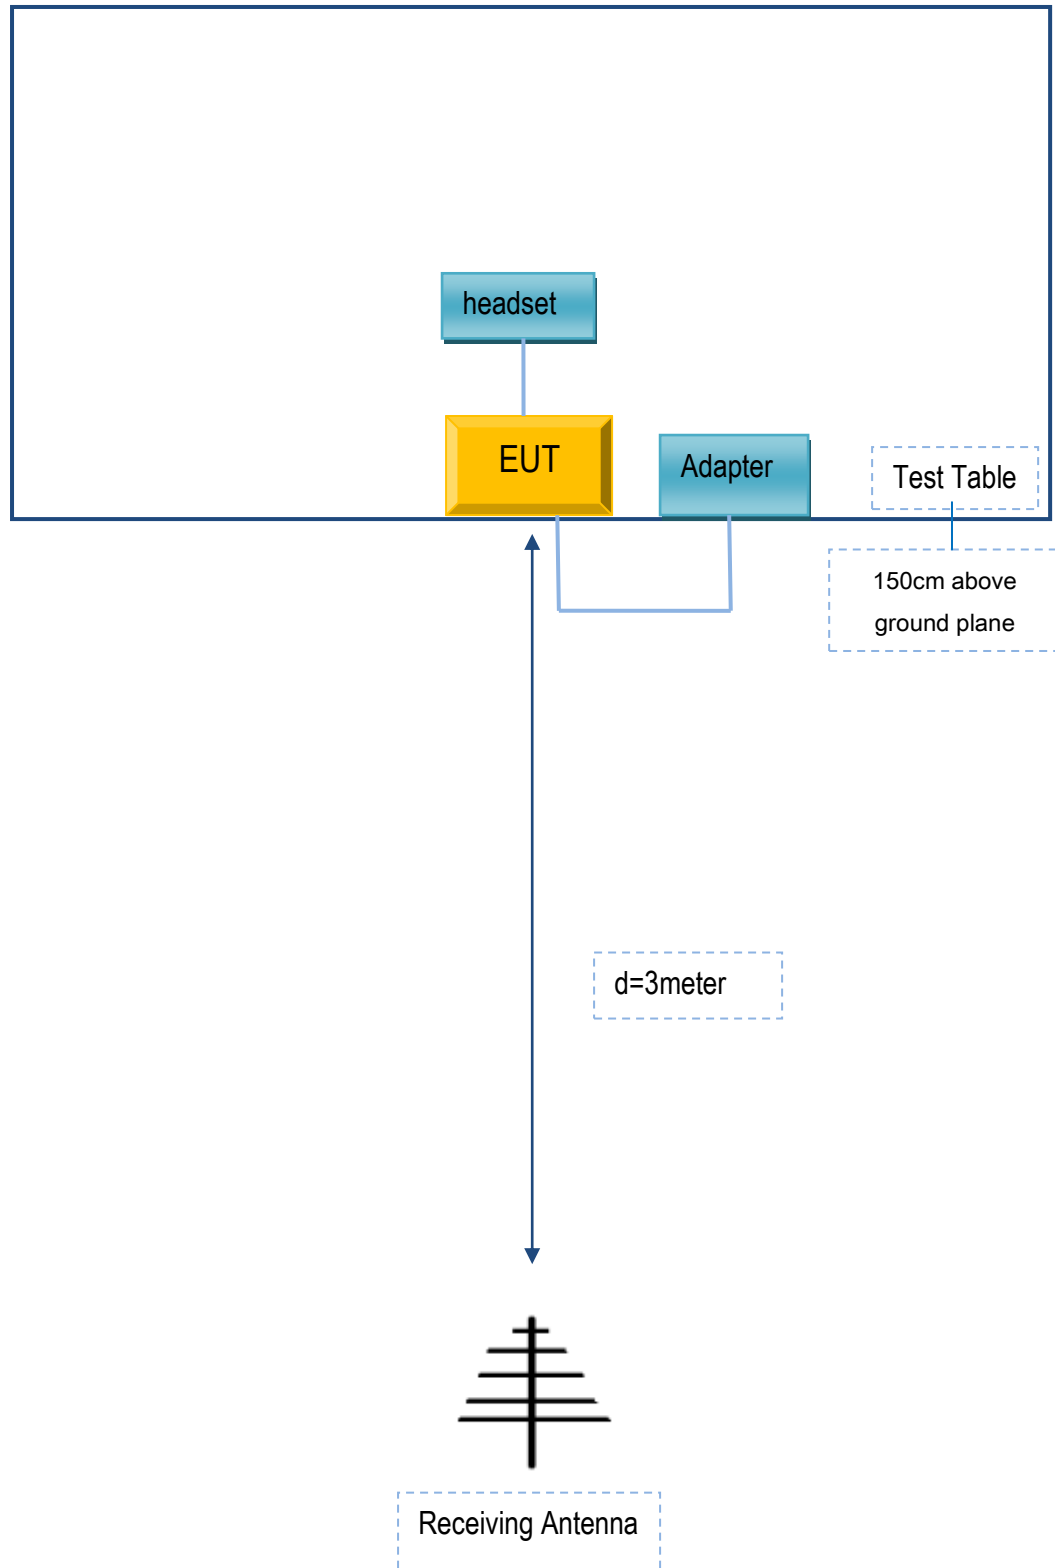 headset
EUT
Adapter
Test Table
150cm above
ground plane
d=3meter
Receiving Antenna